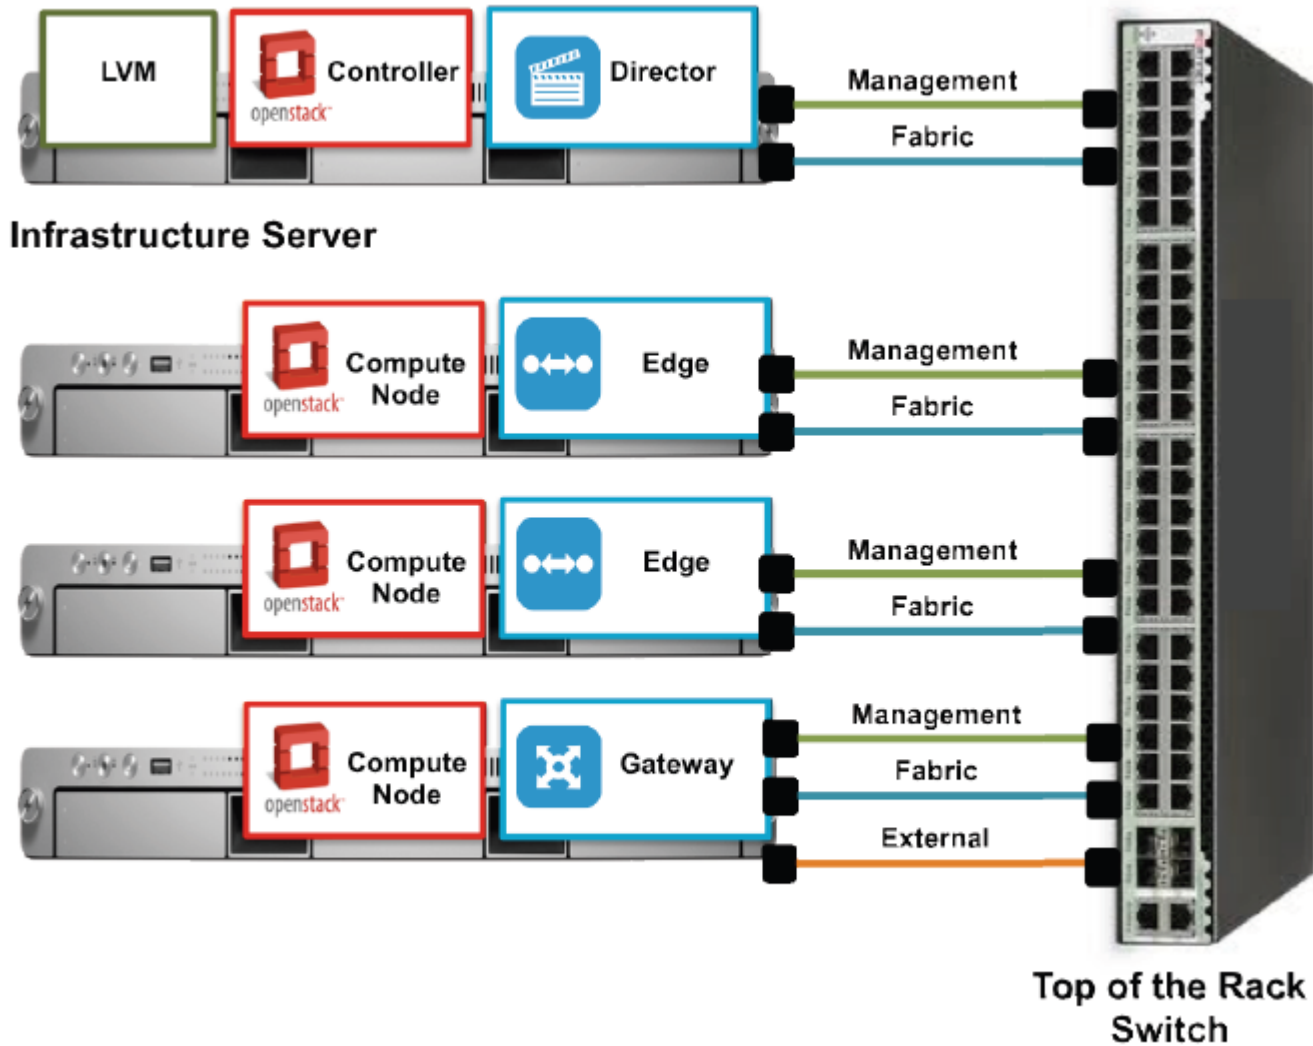 LVM
openstack
Controller
Director
Management
Fabric
Infrastructure Server
openstack
Compute
Node
Edge
Management
Fabric
openstack
Compute
Node
Edge
Management
Fabric
openstack
Compute
Node
Gateway
Management
Fabric
External
Top of the Rack
Switch